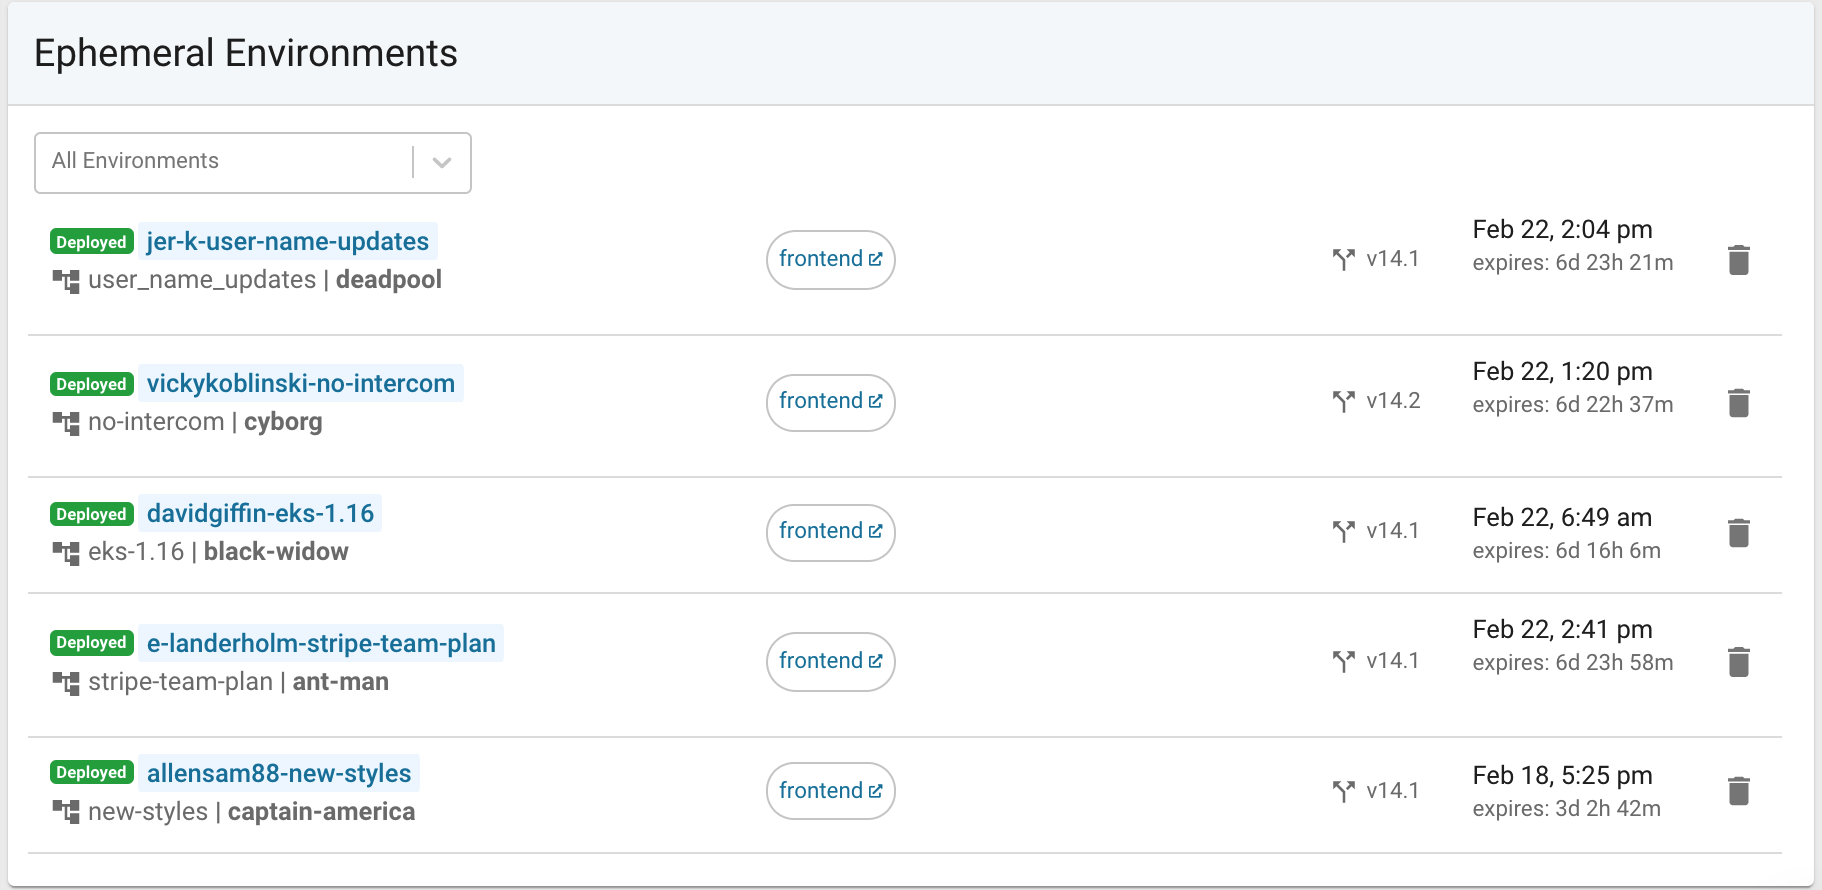 Ephemeral Environments
All Environments
Deployed jer-k-user-name-updates
user_name_updates | deadpool
frontend
v14.1
Feb 22, 2:04 pm
expires: 6d 23h 21m
Deployed vickykoblinski-no-intercom
no-intercom | cyborg
frontend
v14.2
Feb 22, 1:20 pm
expires: 6d 22h 37m
Deployed davidgiffin-eks-1.16
eks-1.16 | black-widow
frontend
v14.1
Feb 22, 6:49 am
expires: 6d 16h 6m
Deployed e-landerholm-stripe-team-plan
stripe-team-plan | ant-man
frontend
v14.1
Feb 22, 2:41 pm
expires: 6d 23h 58m
Deployed allensam88-new-styles
new-styles | captain-america
frontend
v14.1
Feb 18, 5:25 pm
expires: 3d 2h 42m